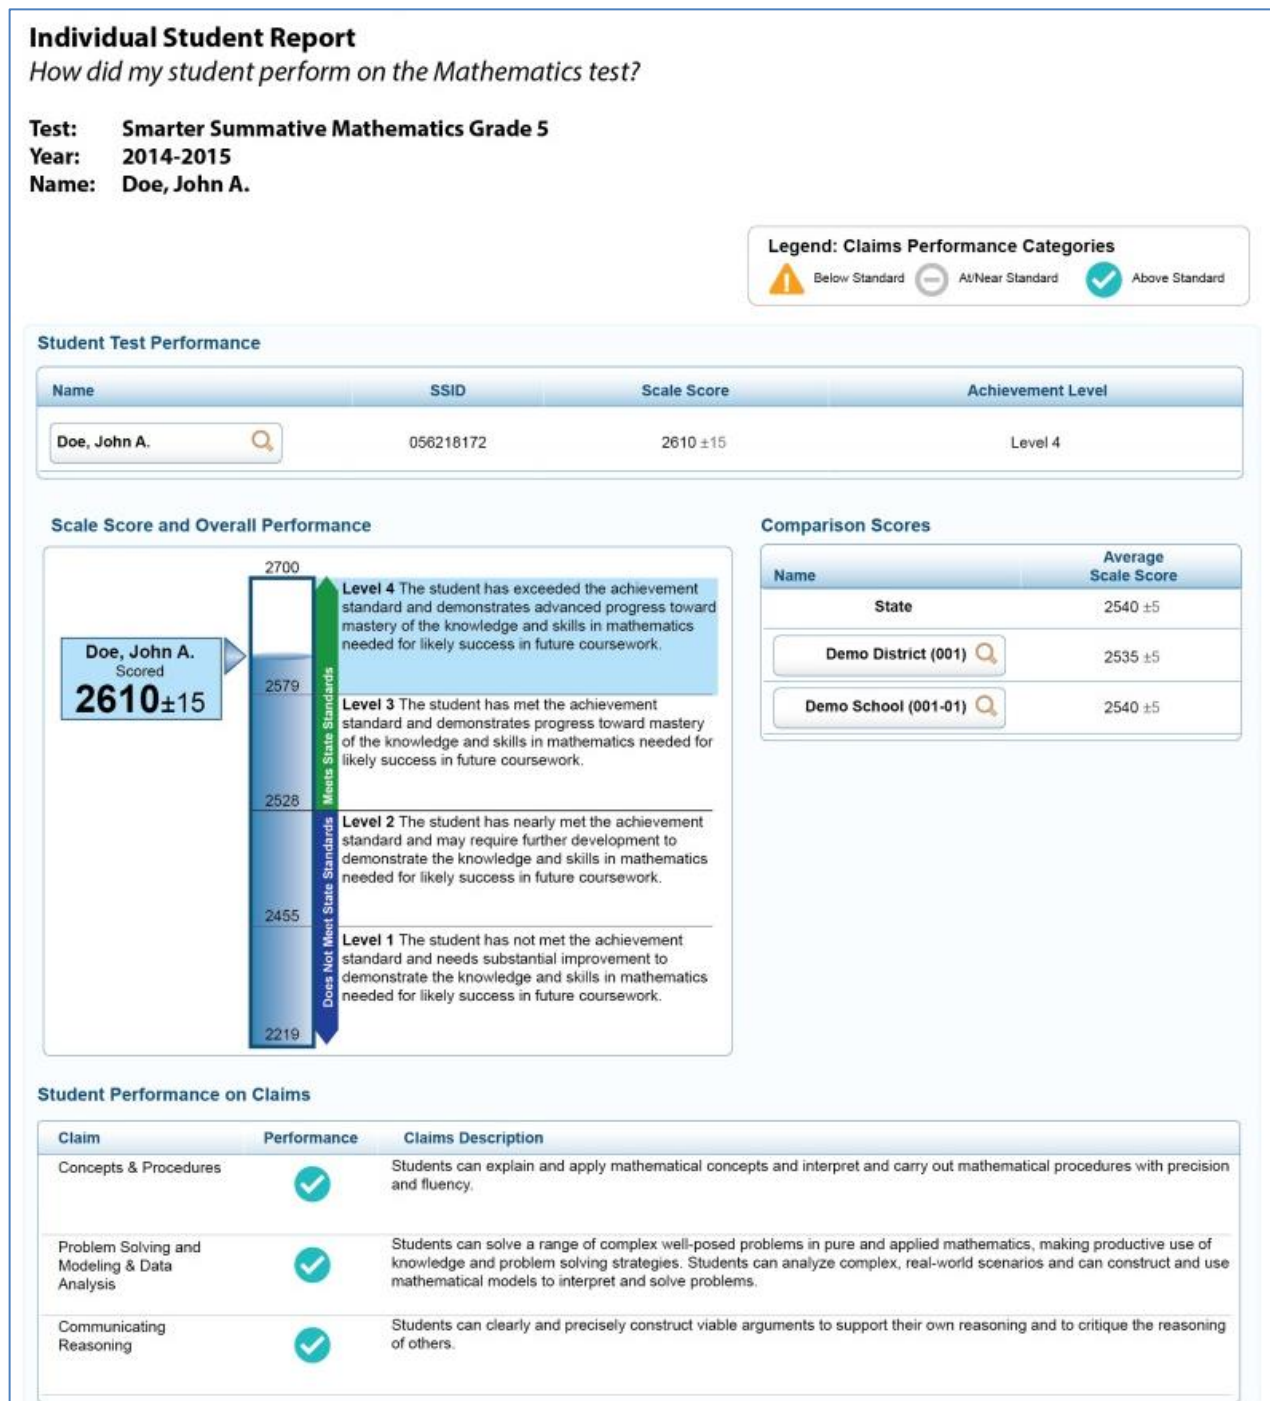 Individual Student Report
How did my student perform on the Mathematics test?
Test: Smarter Summative Mathematics Grade 5
Year: 2014-2015
Name: Doe, John A.
Legend: Claims Performance Categories
Below Standard At/Near Standard Above Standard
Student Test Performance
Name SSID Scale Score Achievement Level
Doe, John A. 056218172 2610 ±15 Level 4
Scale Score and Overall Performance
2700
Doe, John A.
Scored
2610±15
2579
2528
2455
2219
Meets State Standards
Does Not Meet State Standards
Level 4 The student has exceeded the achievement
standard and demonstrates advanced progress toward
mastery of the knowledge and skills in mathematics
needed for likely success in future coursework.
Level 3 The student has met the achievement
standard and demonstrates progress toward mastery
of the knowledge and skills in mathematics needed for
likely success in future coursework.
Level 2 The student has nearly met the achievement
standard and may require further development to
demonstrate the knowledge and skills in mathematics
needed for likely success in future coursework.
Level 1 The student has not met the achievement
standard and needs substantial improvement to
demonstrate the knowledge and skills in mathematics
needed for likely success in future coursework.
Comparison Scores
Name Average
Scale Score
State 2540 ±5
Demo District (001) 2535 ±5
Demo School (001-01) 2540 ±5
Student Performance on Claims
Claim Performance Claims Description
Concepts & Procedures
Students can explain and apply mathematical concepts and interpret and carry out mathematical procedures with precision
and fluency.
Problem Solving and
Modeling & Data
Analysis
Students can solve a range of complex well-posed problems in pure and applied mathematics, making productive use of
knowledge and problem solving strategies. Students can analyze complex, real-world scenarios and can construct and use
mathematical models to interpret and solve problems.
Communicating
Reasoning
Students can clearly and precisely construct viable arguments to support their own reasoning and to critique the reasoning
of others.